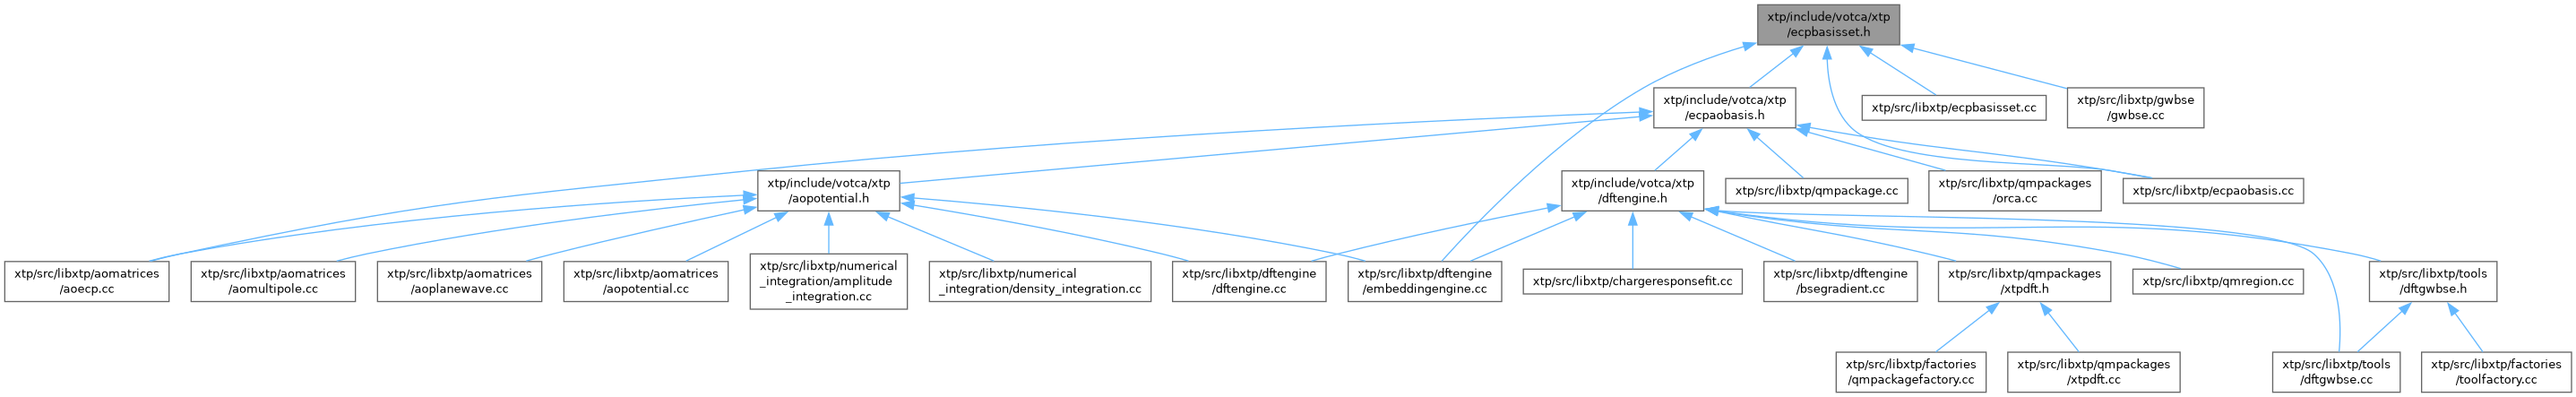 xtp/include/votca/xtp
/ecpbasisset.h
xtp/include/votca/xtp
/ecpaobasis.h
xtp/src/libxtp/ecpbasisset.cc
xtp/src/libxtp/gwbse
/gwbse.cc
xtp/include/votca/xtp
/aopotential.h
xtp/include/votca/xtp
/dftengine.h
xtp/src/libxtp/qmpackage.cc
xtp/src/libxtp/qmpackages
/orca.cc
xtp/src/libxtp/ecpaobasis.cc
xtp/src/libxtp/aomatrices
/aoecp.cc
xtp/src/libxtp/aomatrices
/aomultipole.cc
xtp/src/libxtp/aomatrices
/aoplanewave.cc
xtp/src/libxtp/aomatrices
/aopotential.cc
xtp/src/libxtp/numerical
_integration/amplitude
_integration.cc
xtp/src/libxtp/numerical
_integration/density_integration.cc
xtp/src/libxtp/dftengine
/dftengine.cc
xtp/src/libxtp/dftengine
/embeddingengine.cc
xtp/src/libxtp/chargeresponsefit.cc
xtp/src/libxtp/dftengine
/bsegradient.cc
xtp/src/libxtp/qmpackages
/xtpdft.h
xtp/src/libxtp/qmregion.cc
xtp/src/libxtp/tools
/dftgwbse.h
xtp/src/libxtp/factories
/qmpackagefactory.cc
xtp/src/libxtp/qmpackages
/xtpdft.cc
xtp/src/libxtp/tools
/dftgwbse.cc
xtp/src/libxtp/factories
/toolfactory.cc